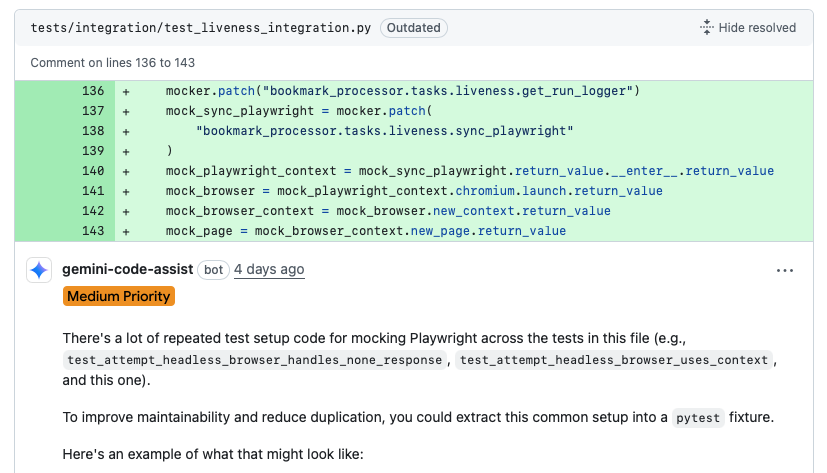 tests/integration/test_liveness_integration.py Outdated Hide resolved
Comment on lines 136 to 143
136 + mocker.patch("bookmark_processor.tasks.liveness.get_run_logger")
137 + mock_sync_playwright = mocker.patch(
138 + "bookmark_processor.tasks.liveness.sync_playwright"
139 + )
140 + mock_playwright_context = mock_sync_playwright.return_value.__enter__.return_value
141 + mock_browser = mock_playwright_context.chromium.launch.return_value
142 + mock_browser_context = mock_browser.new_context.return_value
143 + mock_page = mock_browser_context.new_page.return_value
gemini-code-assist bot 4 days ago
Medium Priority
There's a lot of repeated test setup code for mocking Playwright across the tests in this file (e.g.,
test_attempt_headless_browser_handles_none_response, test_attempt_headless_browser_uses_context,
and this one).
To improve maintainability and reduce duplication, you could extract this common setup into a pytest fixture.
Here's an example of what that might look like: